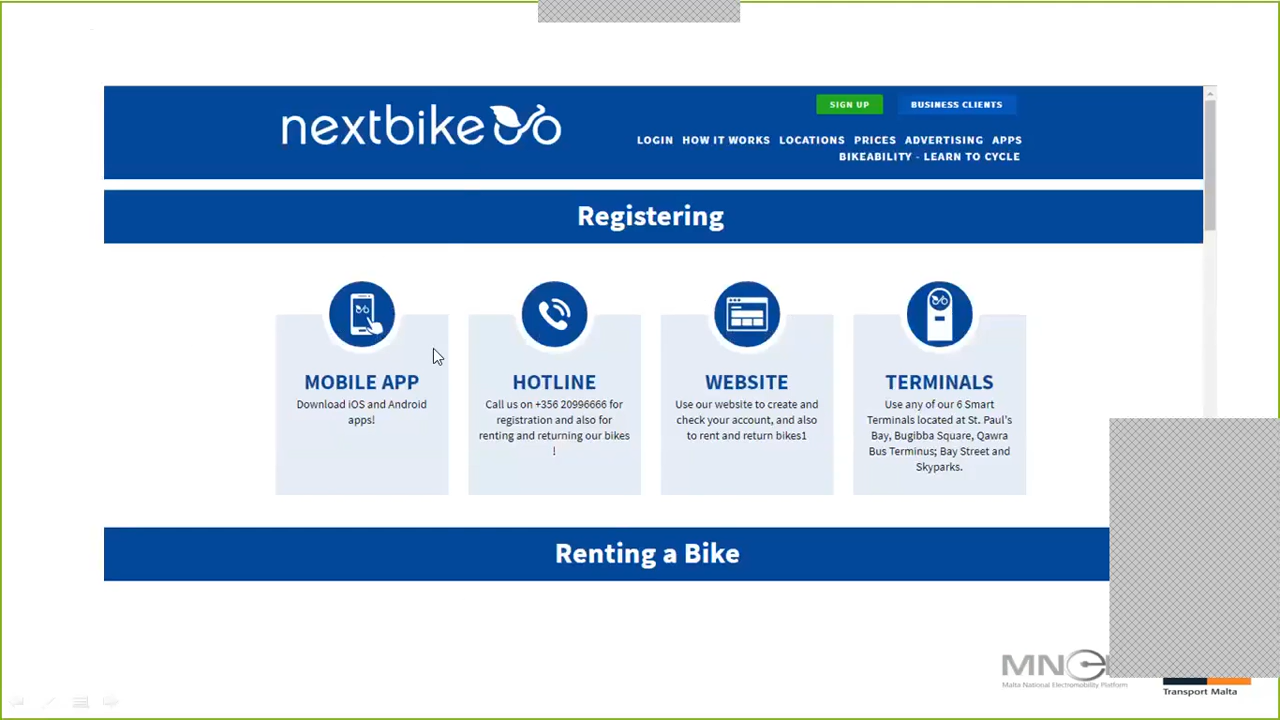 nextbike
SIGN UP
BUSINESS CLIENTS
LOGIN HOW IT WORKS LOCATIONS PRICES ADVERTISING APPS
BIKEABILITY - LEARN TO CYCLE
Registering
MOBILE APP
Download iOS and Android
apps!
HOTLINE
Call us on +356 20996666 for
registration and also for
renting and returning our bikes
!
WEBSITE
Use our website to create and
check your account, and also
to rent and return bikes1
TERMINALS
Use any of our 6 Smart
Terminals located at St. Paul's
Bay, Bugibba Square, Qawra
Bus Terminus; Bay Street and
Skyparks.
Renting a Bike
Malta National Electromobility Platform
Transport Malta